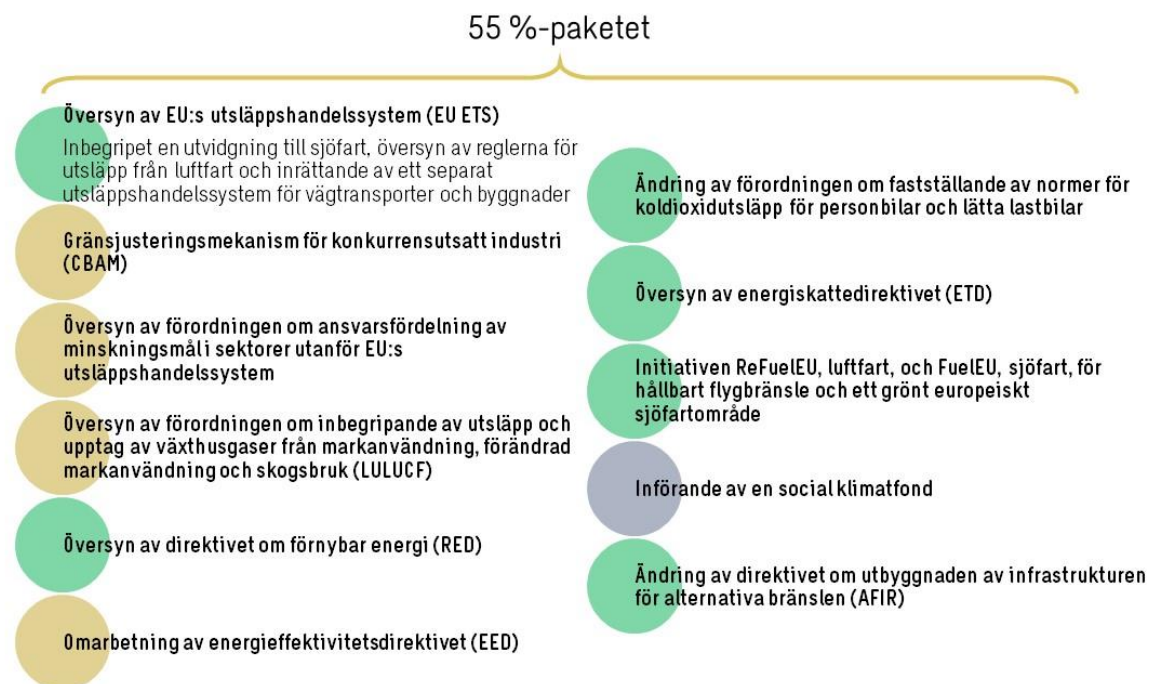 55 %-paketet
Översyn av EU:s utsläppshandelssystem (EU ETS)
Inbegripet en utvidgning till sjöfart, översyn av reglerna för
utsläpp från luftfart och inrättande av ett separat
utsläppshandelssystem för vägtransporter och byggnader
Gränsjusteringsmekanism för konkurrensutsatt industri
(CBAM)
Översyn av förordningen om ansvarsfördelning av
minskningsmål i sektorer utanför EU:s
utsläppshandelssystem
Översyn av förordningen om inbegripande av utsläpp och
upptag av växthusgaser från markanvändning, förändrad
markanvändning och skogsbruk (LULUCF)
Översyn av direktivet om förnybar energi (RED)
Omarbetning av energieffektivitetsdirektivet (EED)
Ändring av förordningen om fastställande av normer för
koldioxidutsläpp för personbilar och lätta lastbilar
Översyn av energiskattedirektivet (ETD)
Initiativen ReFuelEU, luftfart, och FuelEU, sjöfart, för
hållbart flygbränsle och ett grönt europeiskt
sjöfartområde
Införande av en social klimatfond
Ändring av direktivet om utbyggnaden av infrastrukturen
för alternativa bränslen (AFIR)